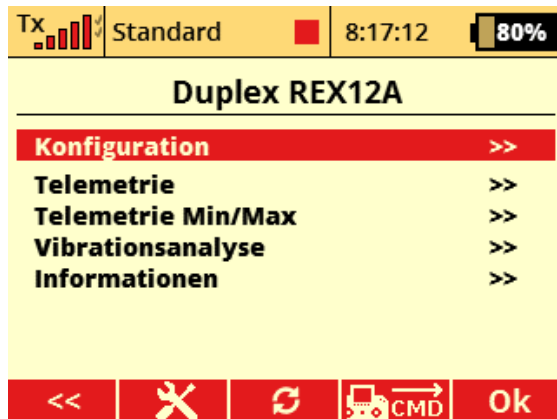 Tx Standard 8:17:12 80%
Duplex REX12A
Konfiguration >>
Telemetrie >>
Telemetrie Min/Max >>
Vibrationsanalyse >>
Informationen >>
<< CMD Ok